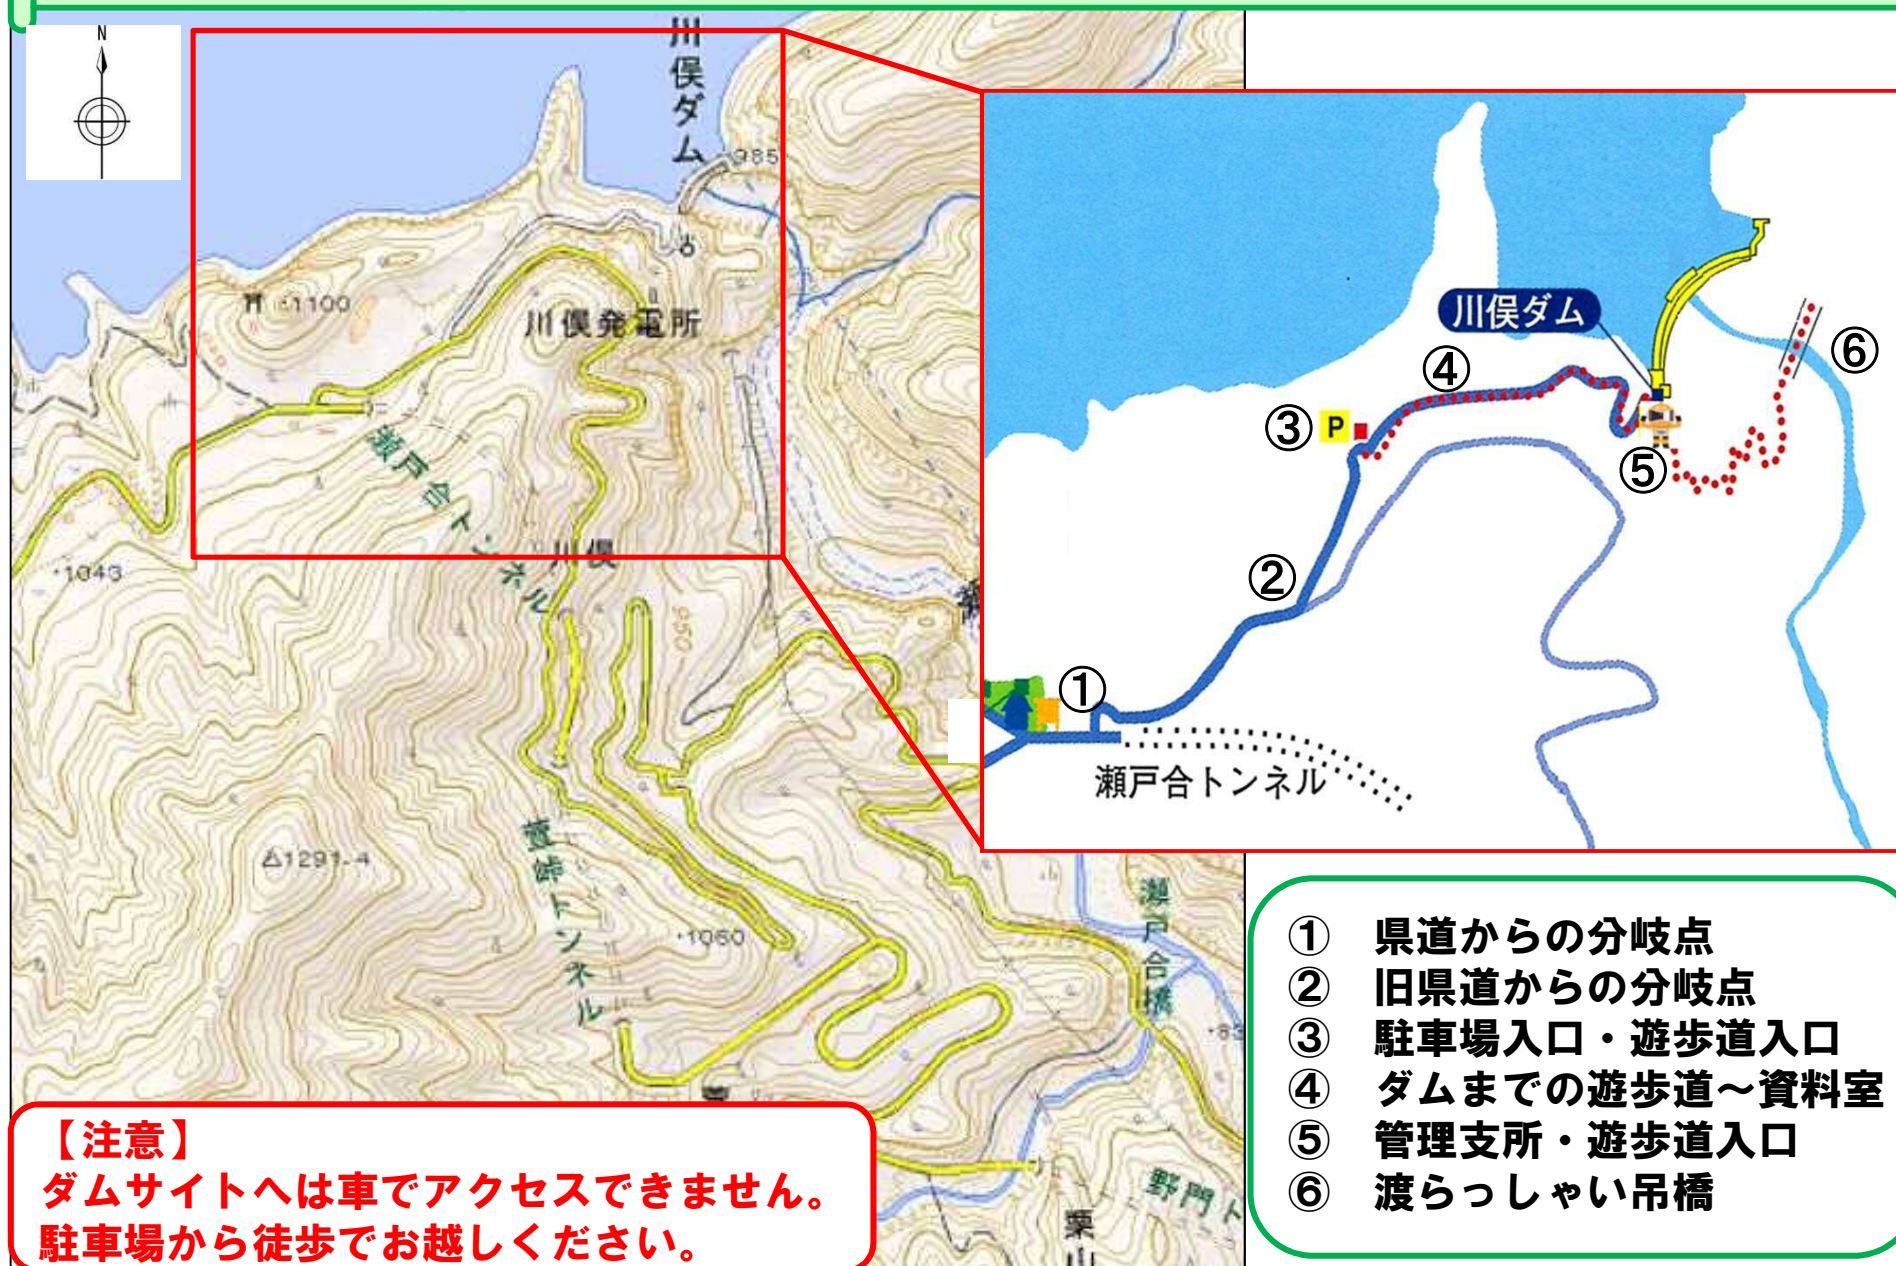 N
川俣ダム
985
1100
川俣発電所
瀬戸合トンネル
川俣
1043
950
△1291.4
萱峠トンネル
1060
瀬戸合橋
野門ト
栗山
川俣ダム
④
⑥
③ P
⑤
②
①
瀬戸合トンネル
① 県道からの分岐点
② 旧県道からの分岐点
③ 駐車場入口・遊歩道入口
④ ダムまでの遊歩道～資料室
⑤ 管理支所・遊歩道入口
⑥ 渡らっしゃい吊橋
【注意】
ダムサイトへは車でアクセスできません。
駐車場から徒歩でお越しください。